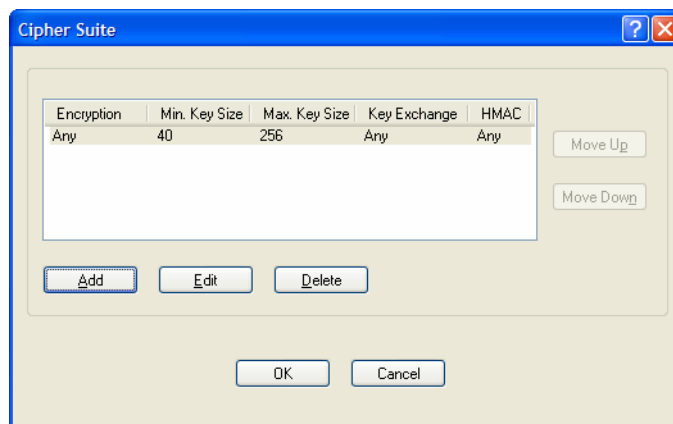 Cipher Suite
Encryption Min. Key Size Max. Key Size Key Exchange HMAC
Any 40 256 Any Any
Move Up
Move Down
Add Edit Delete
OK Cancel